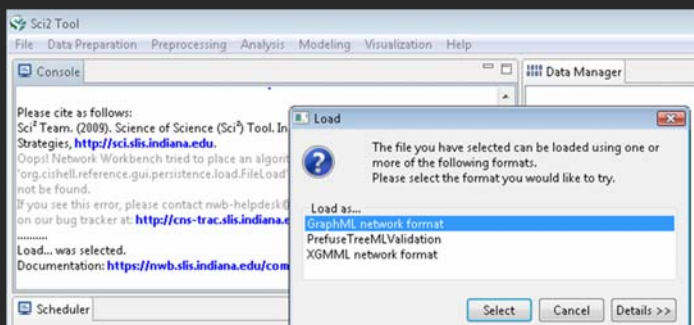 Sci2 Tool
File Data Preparation Preprocessing Analysis Modeling Visualization Help
Console
Data Manager
Please cite as follows:
Sci² Team. (2009). Science of Science (Sci²) Tool. In
Strategies, http://sci.slis.indiana.edu.
Oops! Network Workbench tried to place an algorit
'org.cishell.reference.gui.persistence.load.FileLoad'
not be found.
If you see this error, please contact nwb-helpdesk@
on our bug tracker at: http://cns-trac.slis.indiana.e
..........
Load... was selected.
Documentation: https://nwb.slis.indiana.edu/com
Scheduler
Load
The file you have selected can be loaded using one or
more of the following formats.
Please select the format you would like to try.
Load as...
GraphML network format
PrefuseTreeMLValidation
XGMML network format
Select Cancel Details >>